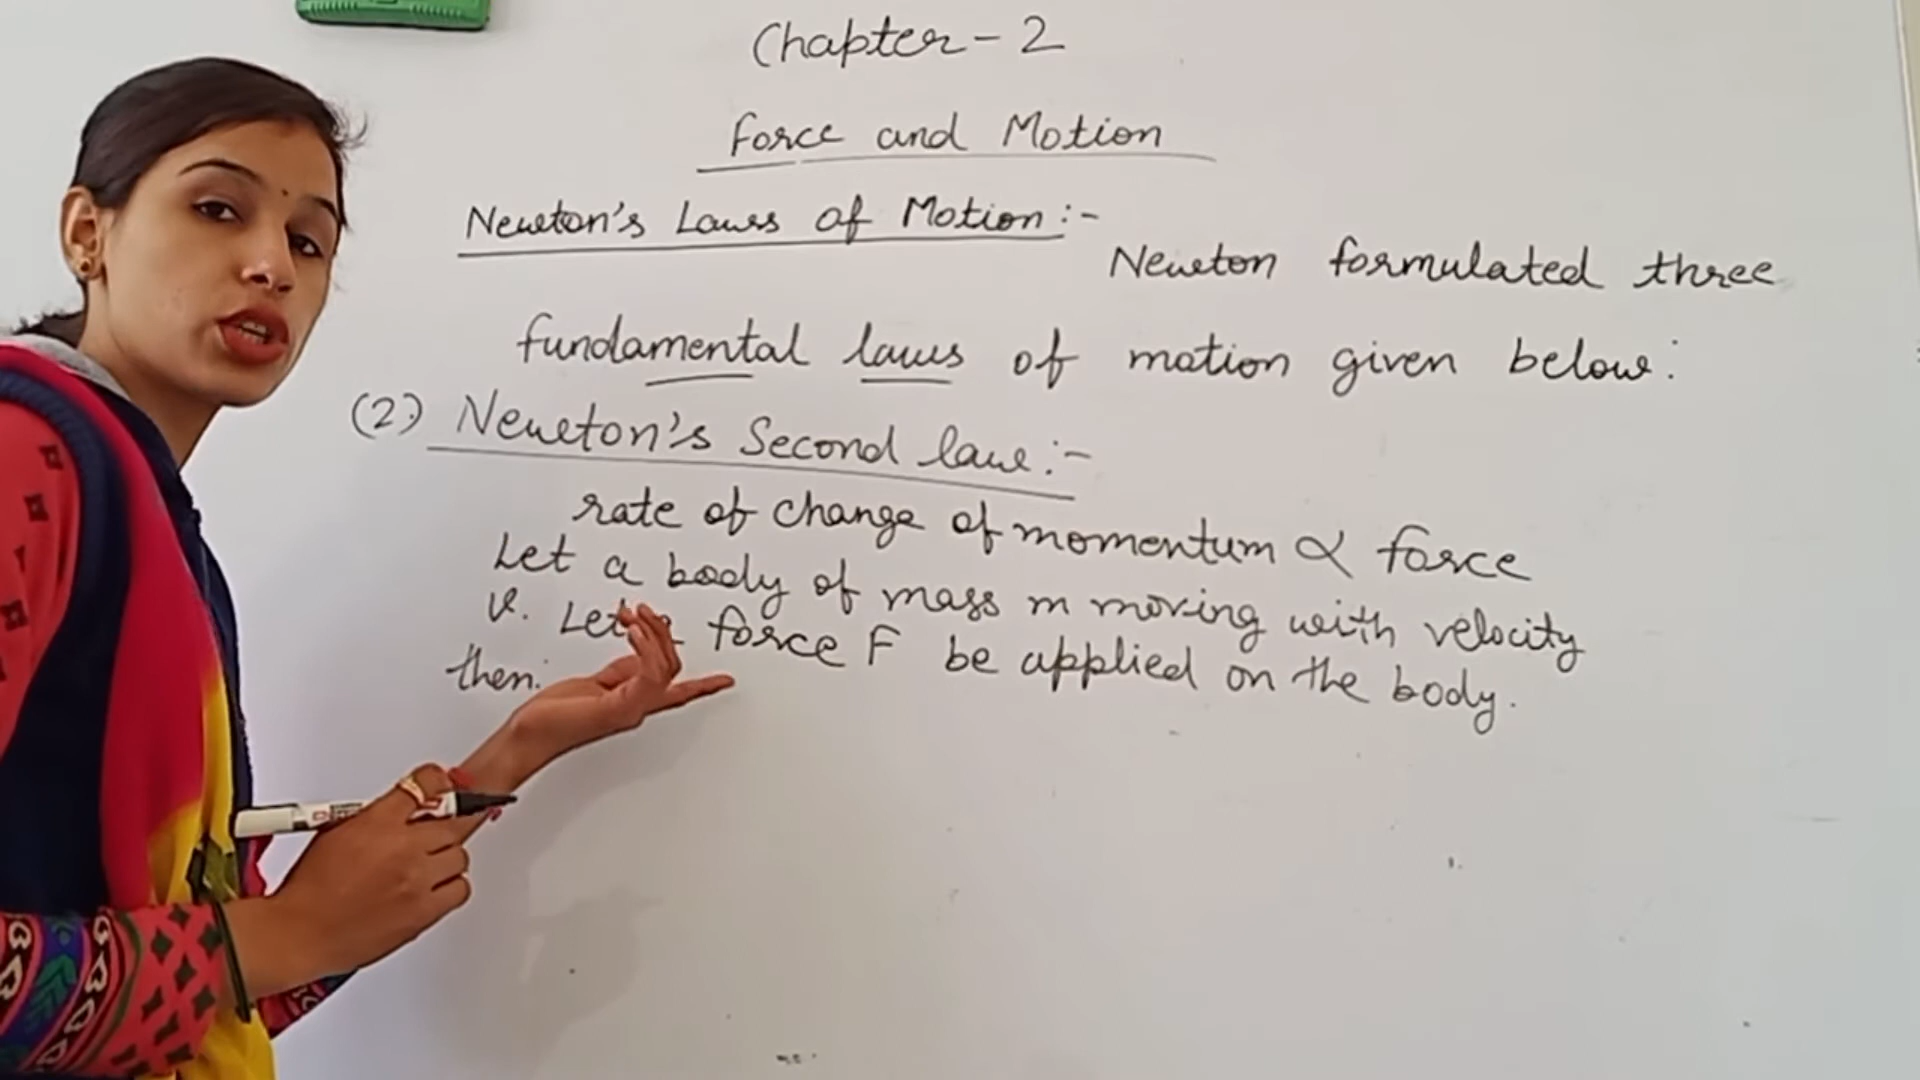 Chapter - 2
Force and Motion
Newton's Laws of Motion :-
Newton formulated three
fundamental laws of motion given below:
(2) Newton's Second law :-
rate of change of momentum ∝ force
Let a body of mass m moving with velocity
v. Let a force F be applied on the body.
then: